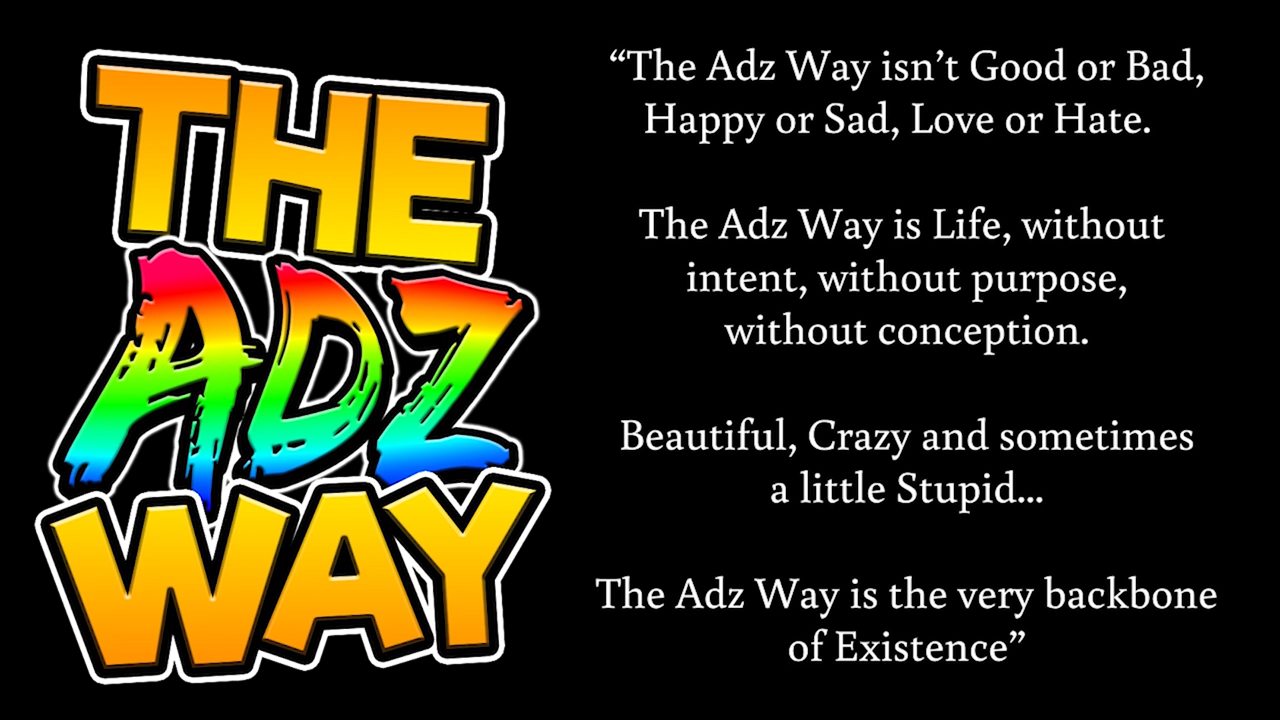 THE
ADZ
WAY
“The Adz Way isn’t Good or Bad,
Happy or Sad, Love or Hate.
The Adz Way is Life, without
intent, without purpose,
without conception.
Beautiful, Crazy and sometimes
a little Stupid...
The Adz Way is the very backbone
of Existence”